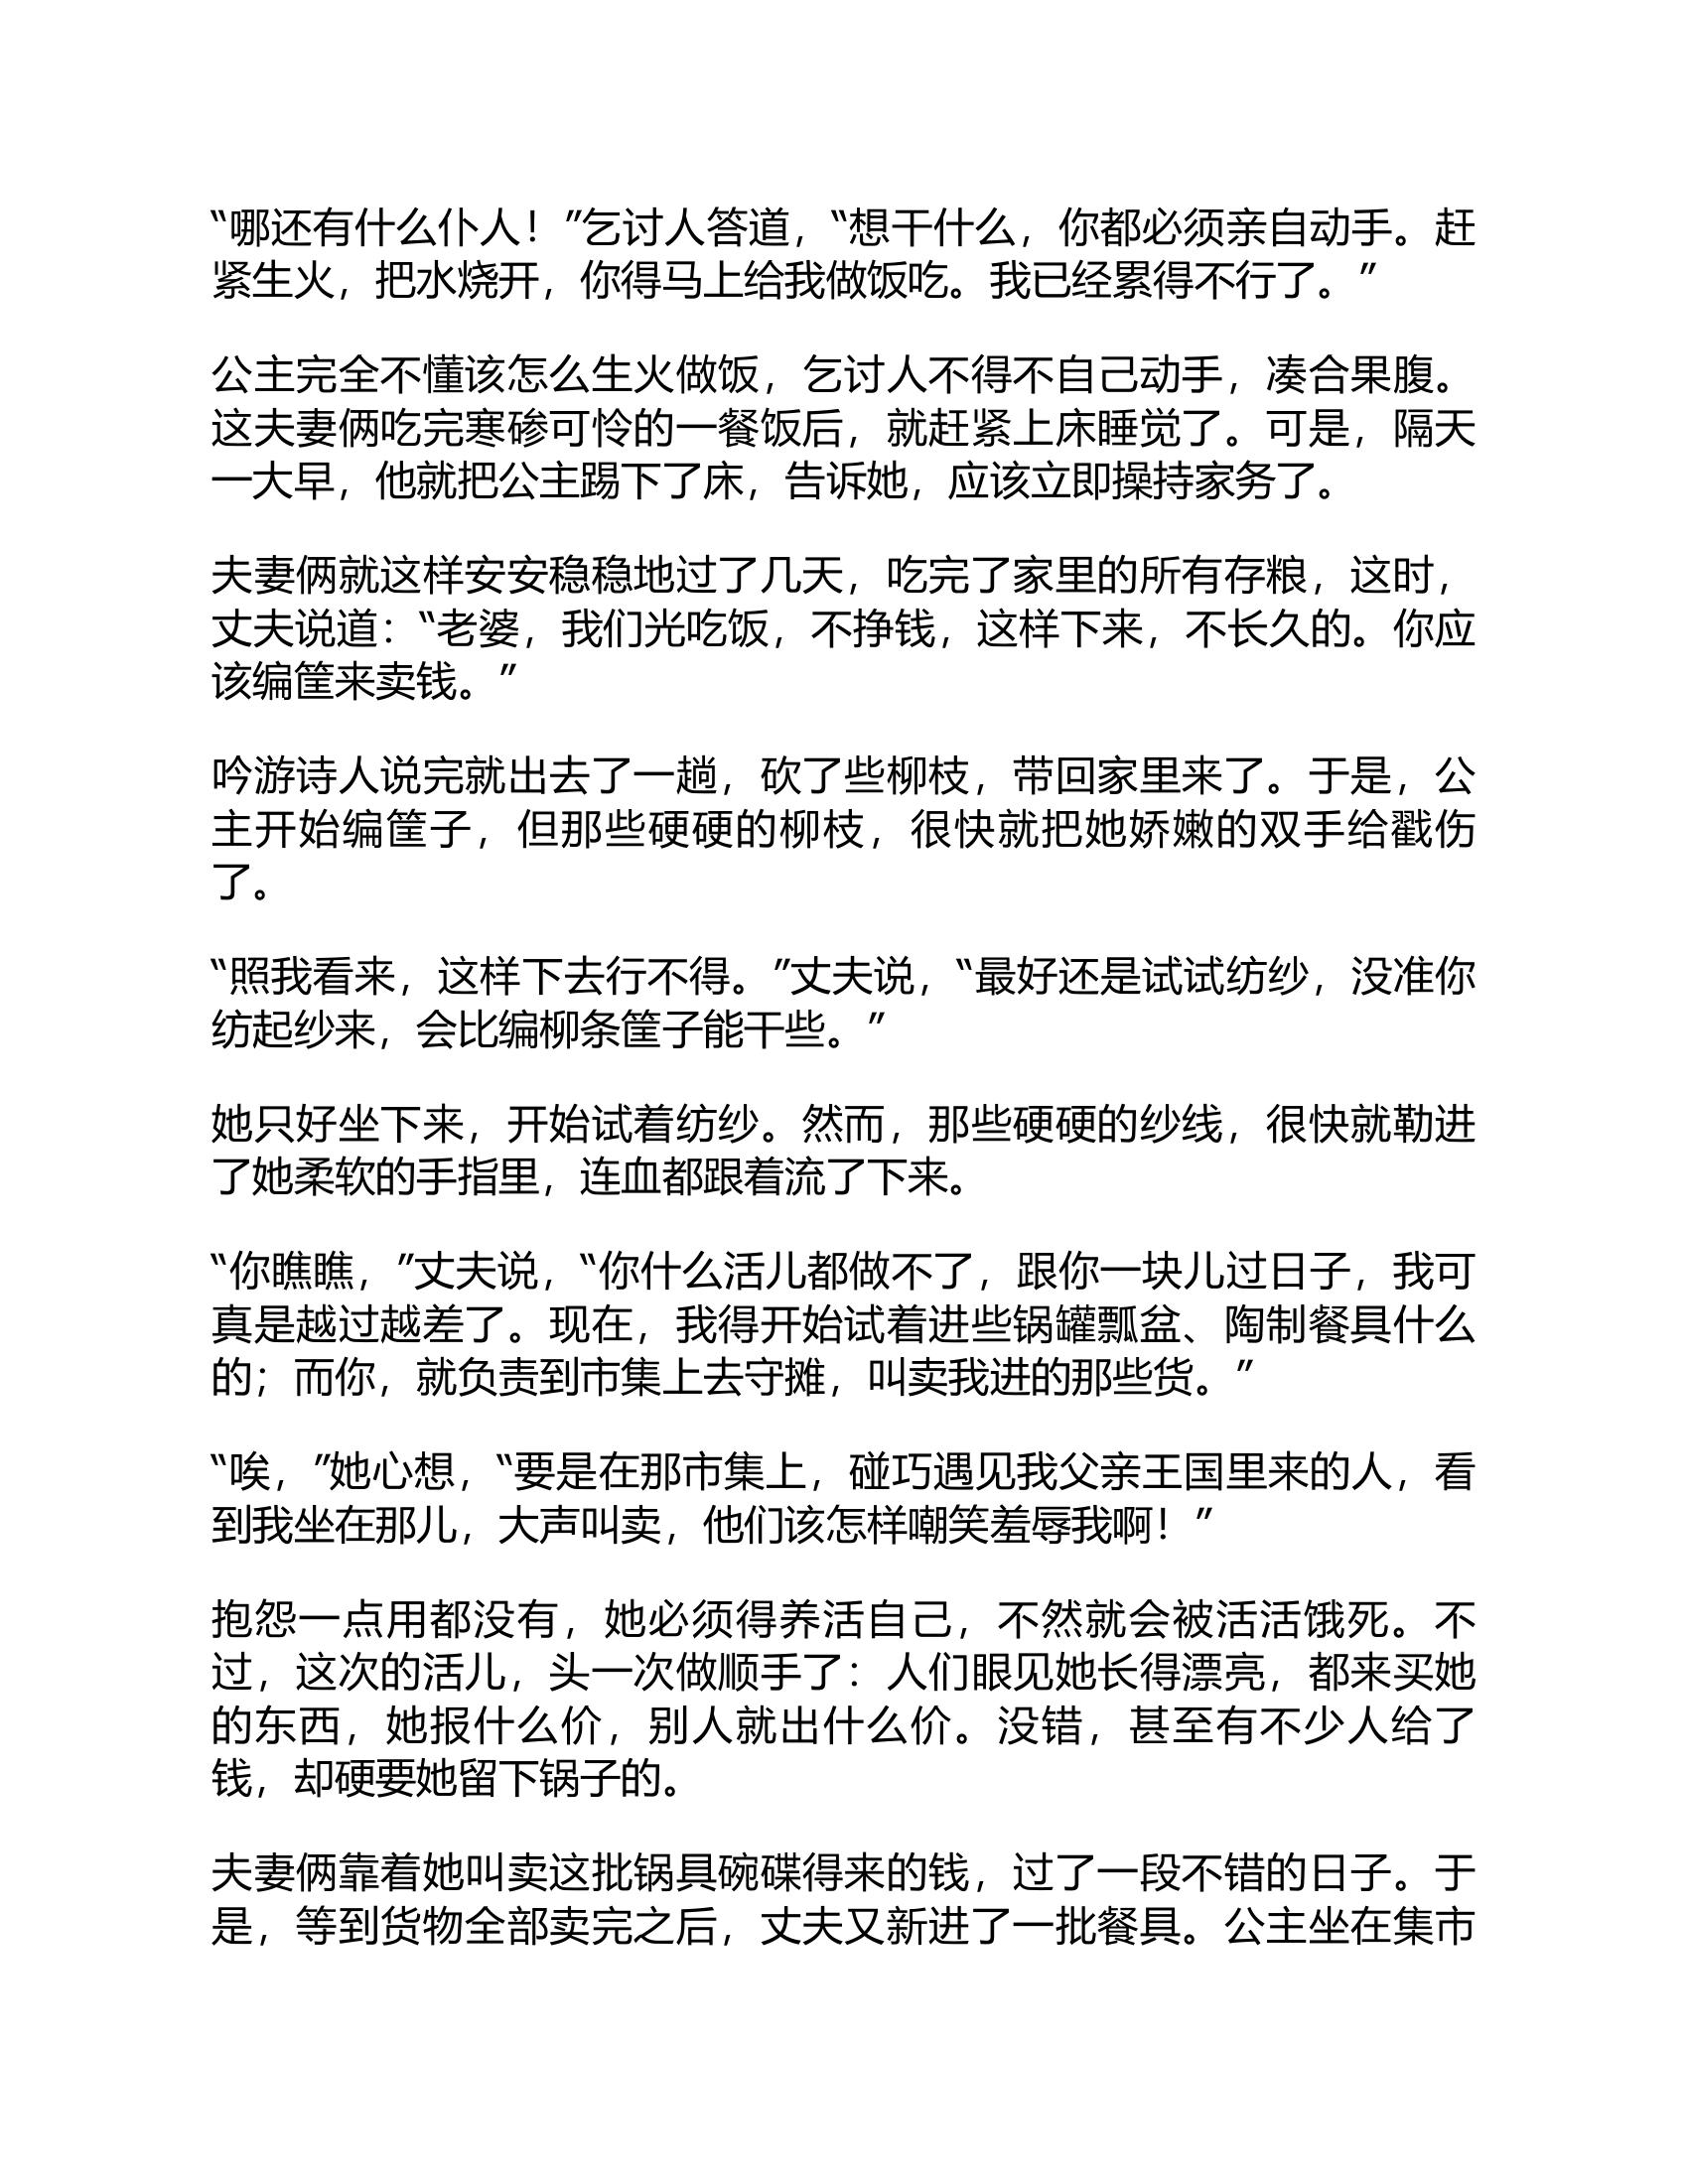 “哪还有什么仆人！”乞讨人答道，“想干什么，你都必须亲自动手。赶
紧生火，把水烧开，你得马上给我做饭吃。我已经累得不行了。”
公主完全不懂该怎么生火做饭，乞讨人不得不自己动手，凑合果腹。
这夫妻俩吃完寒碜可怜的一餐饭后，就赶紧上床睡觉了。可是，隔天
一大早，他就把公主踢下了床，告诉她，应该立即操持家务了。
夫妻俩就这样安安稳稳地过了几天，吃完了家里的所有存粮，这时，
丈夫说道：“老婆，我们光吃饭，不挣钱，这样下来，不长久的。你应
该编筐来卖钱。”
吟游诗人说完就出去了一趟，砍了些柳枝，带回家里来了。于是，公
主开始编筐子，但那些硬硬的柳枝，很快就把她娇嫩的双手给戳伤
了。
“照我看来，这样下去行不得。”丈夫说，“最好还是试试纺纱，没准你
纺起纱来，会比编柳条筐子能干些。”
她只好坐下来，开始试着纺纱。然而，那些硬硬的纱线，很快就勒进
了她柔软的手指里，连血都跟着流了下来。
“你瞧瞧，”丈夫说，“你什么活儿都做不了，跟你一块儿过日子，我可
真是越过越差了。现在，我得开始试着进些锅罐瓢盆、陶制餐具什么
的；而你，就负责到市集上去守摊，叫卖我进的那些货。”
“唉，”她心想，“要是在那市集上，碰巧遇见我父亲王国里来的人，看
到我坐在那儿，大声叫卖，他们该怎样嘲笑羞辱我啊！”
抱怨一点用都没有，她必须得养活自己，不然就会被活活饿死。不
过，这次的活儿，头一次做顺手了：人们眼见她长得漂亮，都来买她
的东西，她报什么价，别人就出什么价。没错，甚至有不少人给了
钱，却硬要她留下锅子的。
夫妻俩靠着她叫卖这批锅具碗碟得来的钱，过了一段不错的日子。于
是，等到货物全部卖完之后，丈夫又新进了一批餐具。公主坐在集市